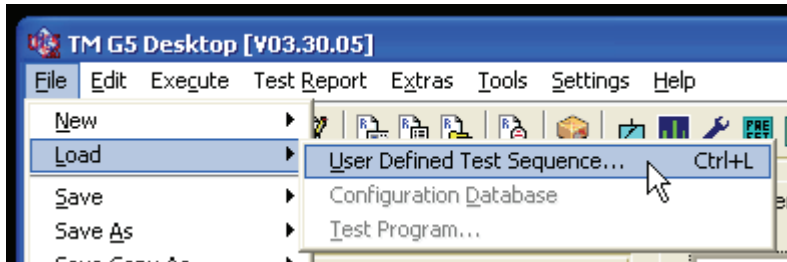 TM G5 Desktop [V03.30.05]
File Edit Execute Test Report Extras Tools Settings Help
New
Load
User Defined Test Sequence... Ctrl+L
Save
Configuration Database
Save As
Test Program...